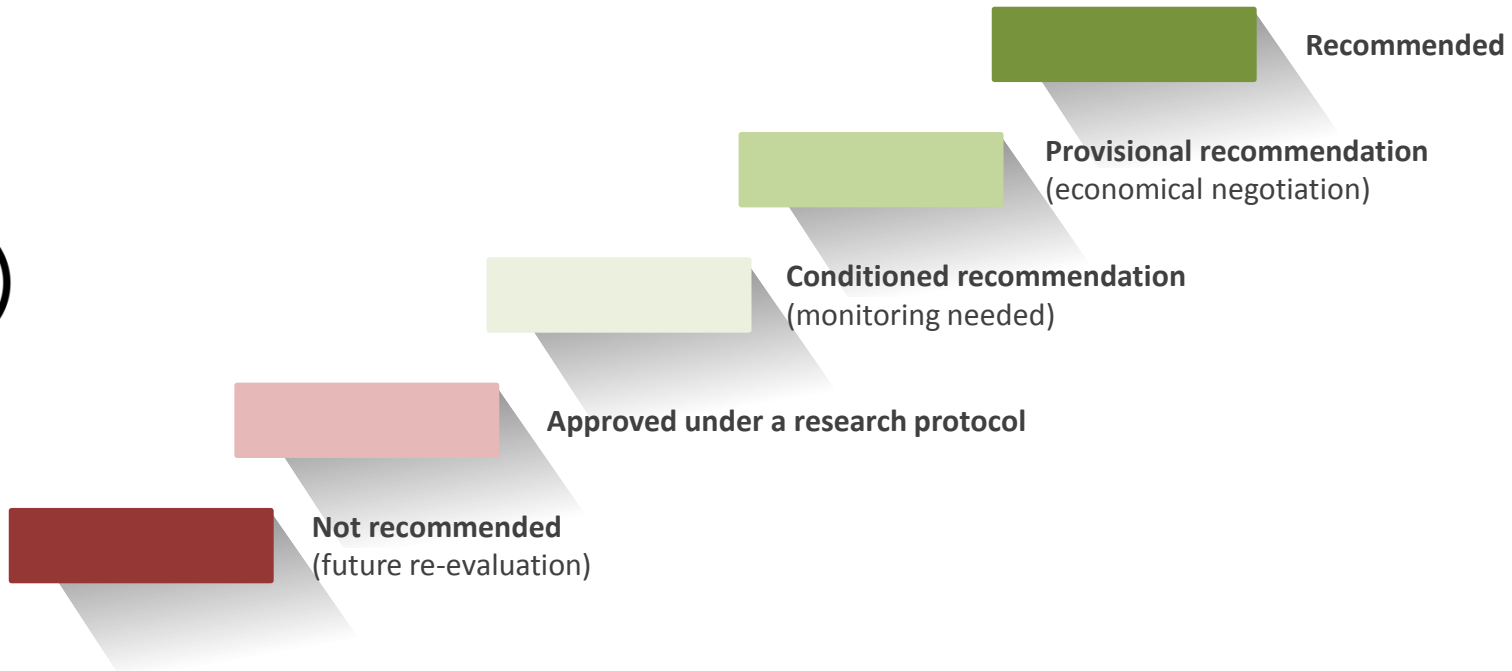 Recommended
Provisional recommendation
(economical negotiation)
Conditioned recommendation
(monitoring needed)
Approved under a research protocol
Not recommended
(future re-evaluation)